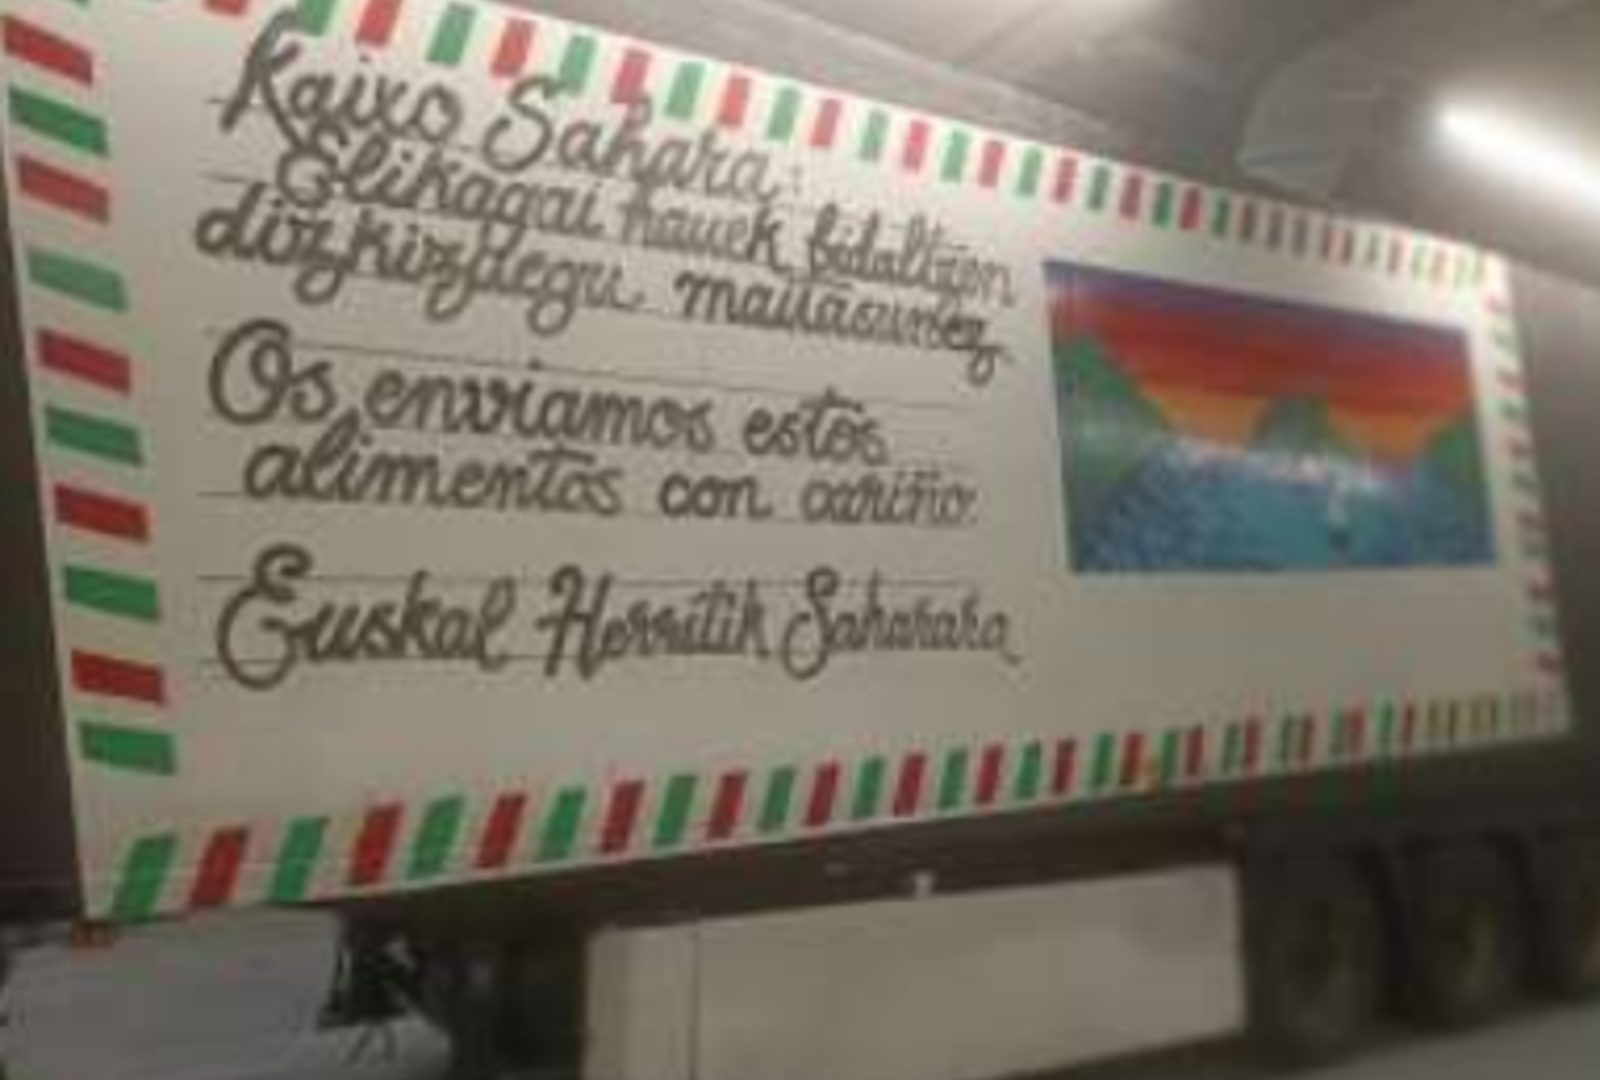 Kaixo Sahara:
Elikagai hauek bidaltzen
dizkizuegu maitasunez
Os enviamos estos
alimentos con cariño.
Euskal Herritik Saharara